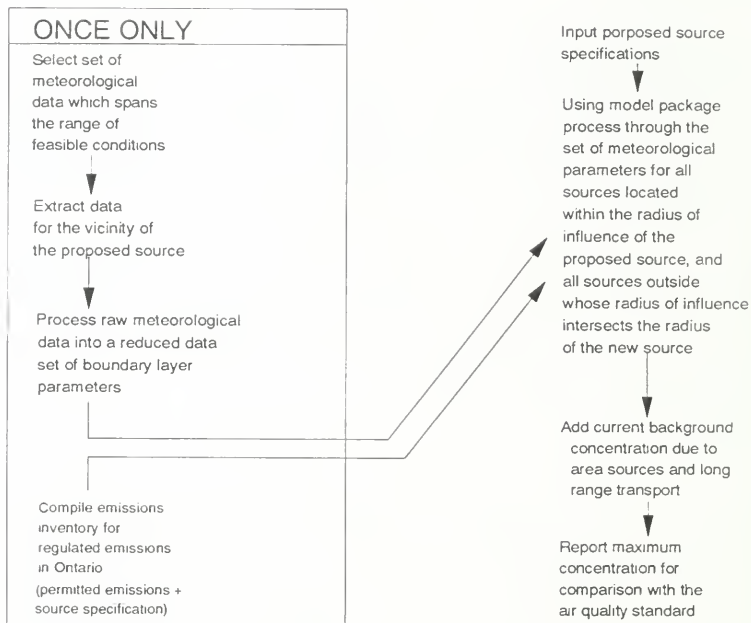 ONCE ONLY
Select set of
meteorological
data which spans
the range of
feasible conditions
Extract data
for the vicinity of
the proposed source
Process raw meteorological
data into a reduced data
set of boundary layer
parameters
Compile emissions
inventory for
regulated emissions
in Ontario
(permitted emissions +
source specification)
Input porposed source
specifications
Using model package
process through the
set of meteorological
parameters for all
sources located
within the radius of
influence of the
proposed source, and
all sources outside
whose radius of influence
intersects the radius
of the new source
Add current background
concentration due to
area sources and long
range transport
Report maximum
concentration for
comparison with the
air quality standard